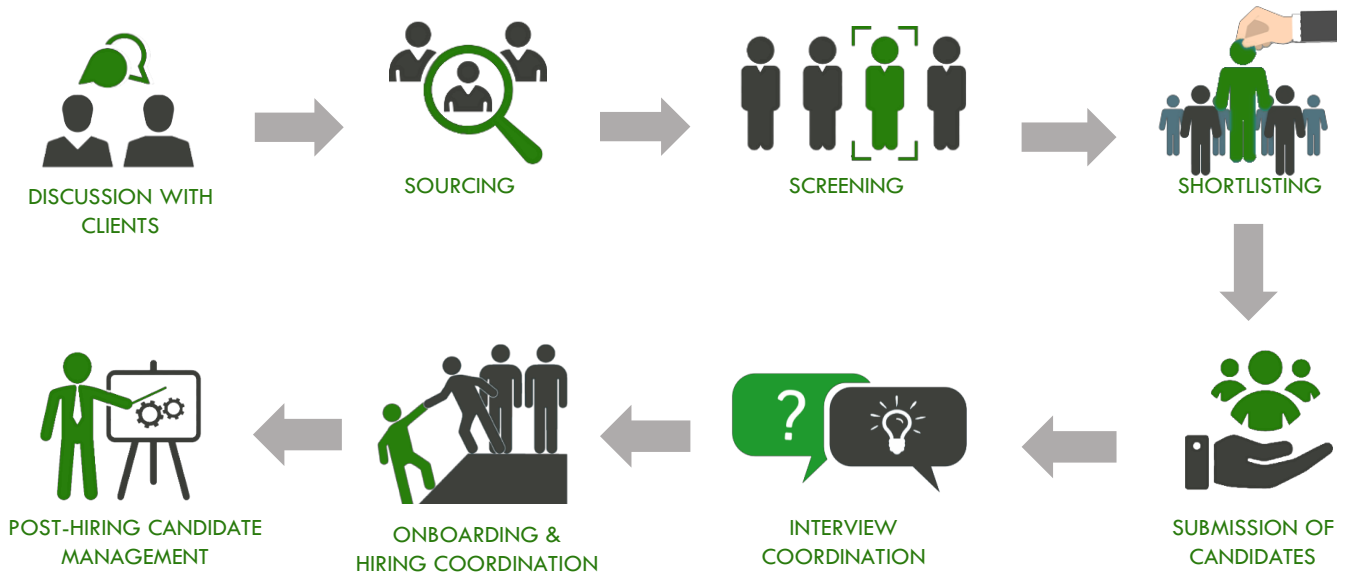 DISCUSSION WITH
CLIENTS
SOURCING
SCREENING
SHORTLISTING
SUBMISSION OF
CANDIDATES
INTERVIEW
COORDINATION
ONBOARDING &
HIRING COORDINATION
POST-HIRING CANDIDATE
MANAGEMENT
?